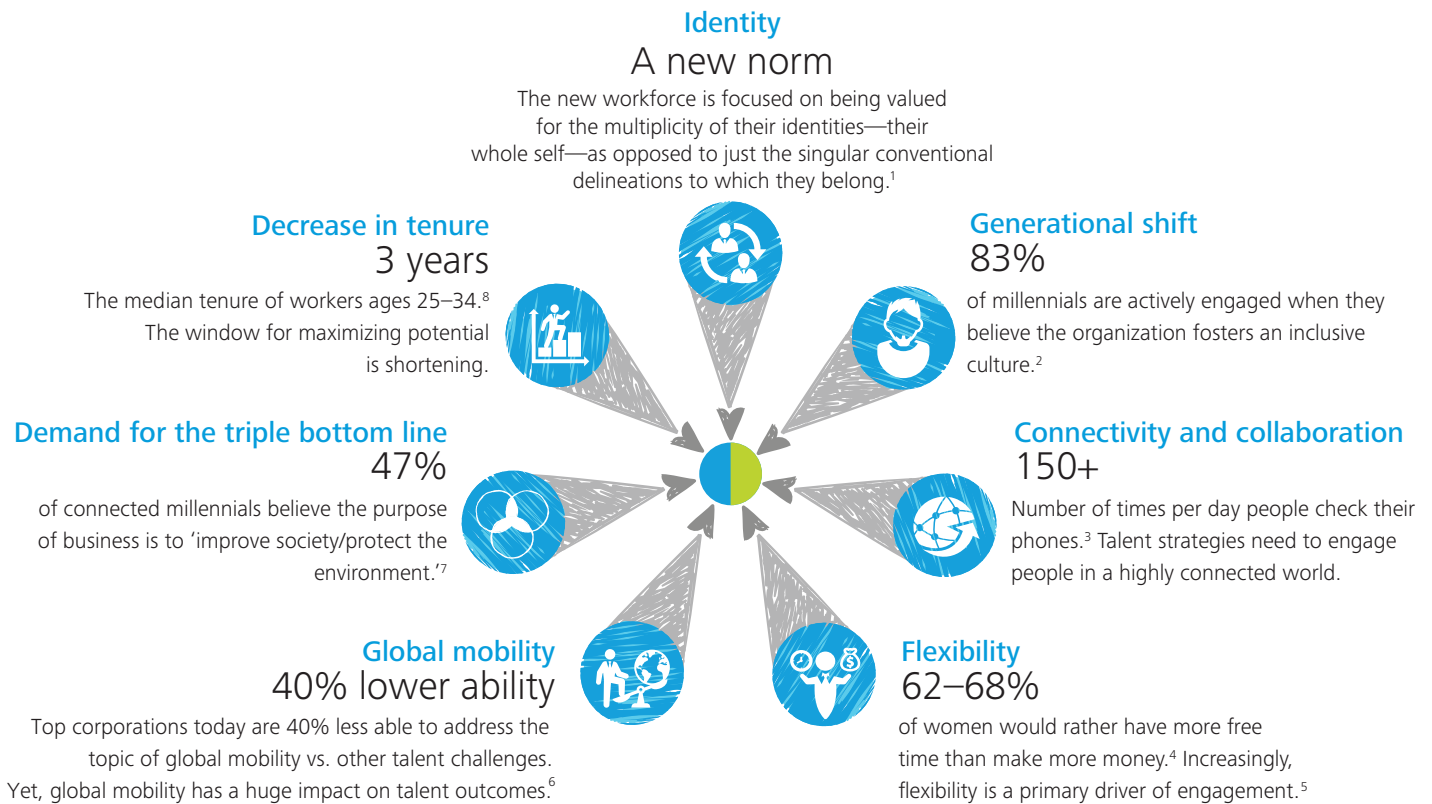 Identity
A new norm
The new workforce is focused on being valued
for the multiplicity of their identities—their
whole self—as opposed to just the singular conventional
delineations to which they belong.¹
Generational shift
83%
of millennials are actively engaged when they
believe the organization fosters an inclusive
culture.²
Connectivity and collaboration
150+
Number of times per day people check their
phones.³ Talent strategies need to engage
people in a highly connected world.
Flexibility
62–68%
of women would rather have more free
time than make more money.⁴ Increasingly,
flexibility is a primary driver of engagement.⁵
Global mobility
40% lower ability
Top corporations today are 40% less able to address the
topic of global mobility vs. other talent challenges.
Yet, global mobility has a huge impact on talent outcomes.⁶
Demand for the triple bottom line
47%
of connected millennials believe the purpose
of business is to ‘improve society/protect the
environment.’⁷
Decrease in tenure
3 years
The median tenure of workers ages 25–34.⁸
The window for maximizing potential
is shortening.
$